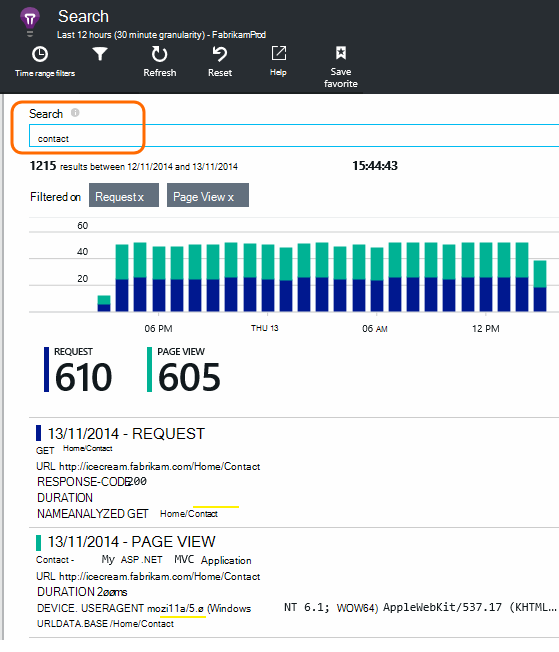 Search
Last 12 hours (30 minute granularity) - FabrikamProd
Time range filters
Refresh
Reset
Help
Save favorite
Search
contact
1215 results between 12/11/2014 and 13/11/2014 15:44:43
Filtered on Request x Page View x
60
40
20
06 PM THU 13 06 AM 12 PM
REQUEST
610
PAGE VIEW
605
13/11/2014 - REQUEST
GET Home/Contact
URL http://icecream.fabrikam.com/Home/Contact
RESPONSE-CODE 200
DURATION
NAMEANALYZED GET Home/Contact
13/11/2014 - PAGE VIEW
Contact - My ASP.NET MVC Application
URL http://icecream.fabrikam.com/Home/Contact
DURATION 2øøms
DEVICE. USERAGENT mozi11a/5.ø (Windows NT 6.1; WOW64) AppleWebKit/537.17 (KHTML...
URLDATA.BASE /Home/Contact